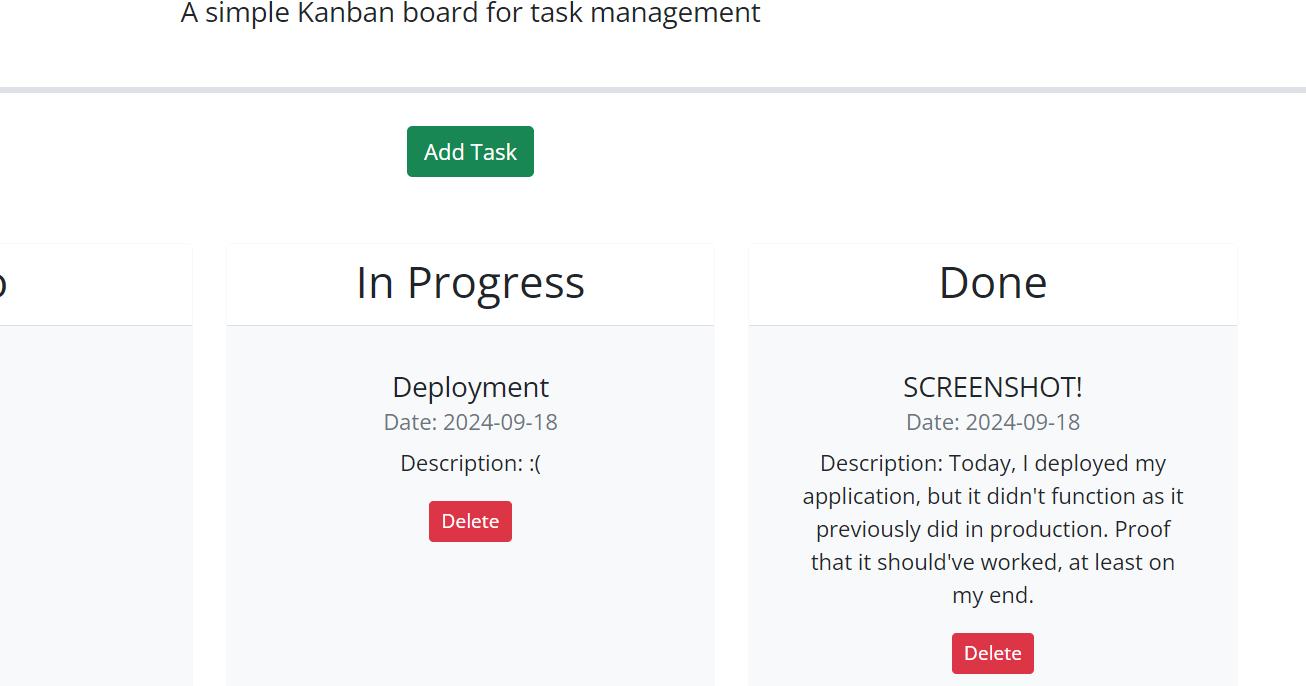 A simple Kanban board for task management
Add Task
In Progress
Deployment
Date: 2024-09-18
Description: :(
Delete
Done
SCREENSHOT!
Date: 2024-09-18
Description: Today, I deployed my
application, but it didn't function as it
previously did in production. Proof
that it should've worked, at least on
my end.
Delete